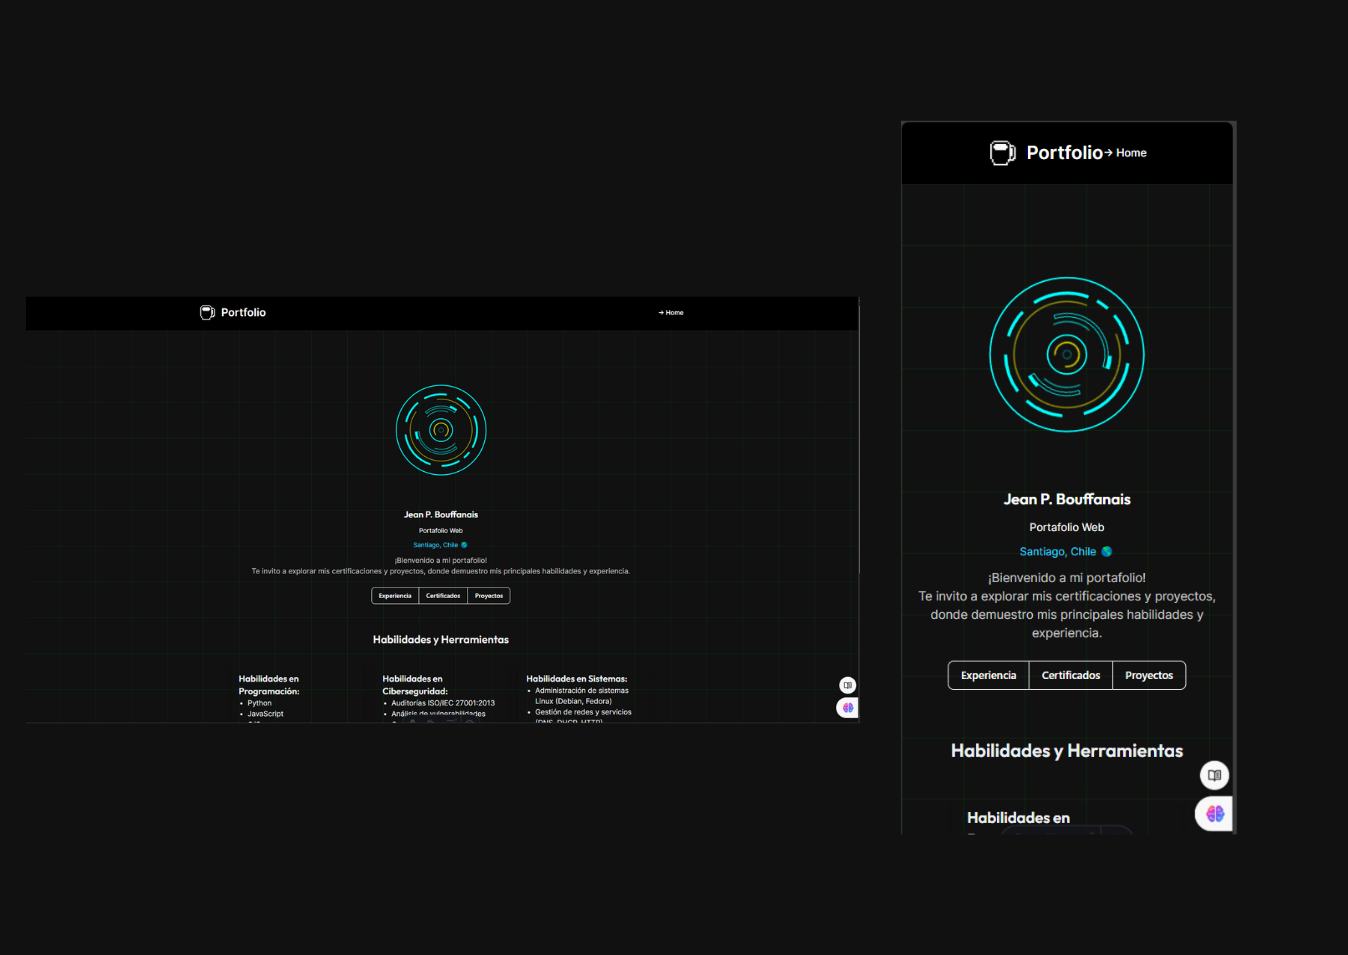 Portfolio
→ Home
Jean P. Bouffanais
Portafolio Web
Santiago, Chile
¡Bienvenido a mi portafolio!
Te invito a explorar mis certificaciones y proyectos, donde demuestro mis principales habilidades y experiencia.
Experiencia Certificados Proyectos
Habilidades y Herramientas
Habilidades en
Programación:
• Python
• JavaScript
Habilidades en
Ciberseguridad:
• Auditorías ISO/IEC 27001:2013
• Análisis de vulnerabilidades
Habilidades en Sistemas:
• Administración de sistemas
Linux (Debian, Fedora)
• Gestión de redes y servicios
(DNS, DHCP, HTTP)
Portfolio → Home
Jean P. Bouffanais
Portafolio Web
Santiago, Chile
¡Bienvenido a mi portafolio!
Te invito a explorar mis certificaciones y proyectos,
donde demuestro mis principales habilidades y
experiencia.
Experiencia Certificados Proyectos
Habilidades y Herramientas
Habilidades en